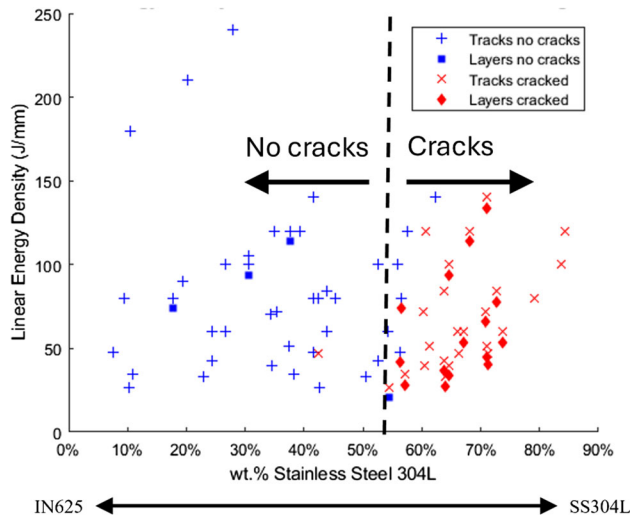 250
200
150
100
50
0
Linear Energy Density (J/mm)
Tracks no cracks
Layers no cracks
Tracks cracked
Layers cracked
No cracks
Cracks
0% 10% 20% 30% 40% 50% 60% 70% 80% 90%
wt.% Stainless Steel 304L
IN625 SS304L